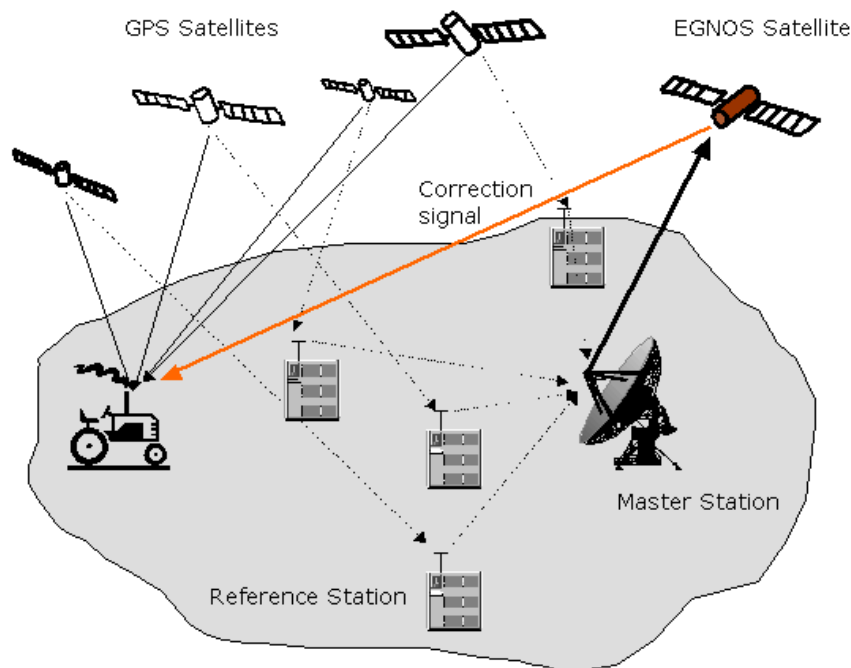 GPS Satellites
EGNOS Satellite
Correction
signal
Master Station
Reference Station